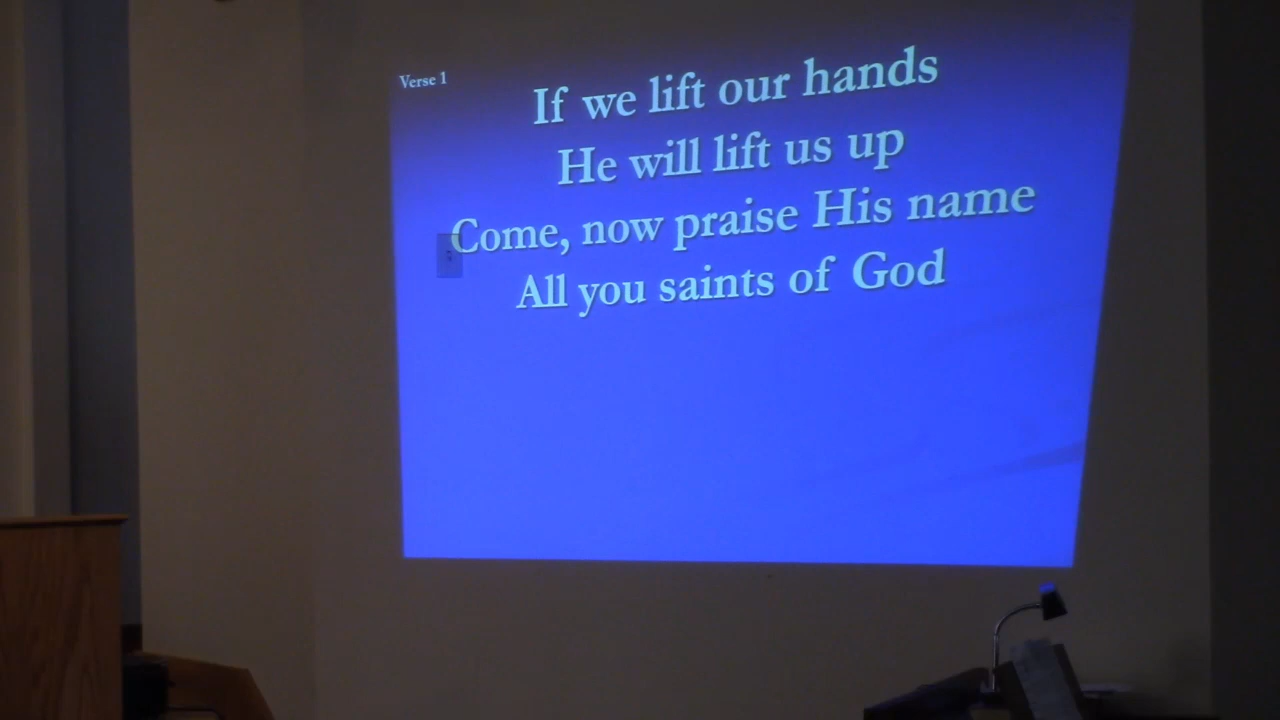 Verse 1
If we lift our hands
He will lift us up
Come, now praise His name
All you saints of God